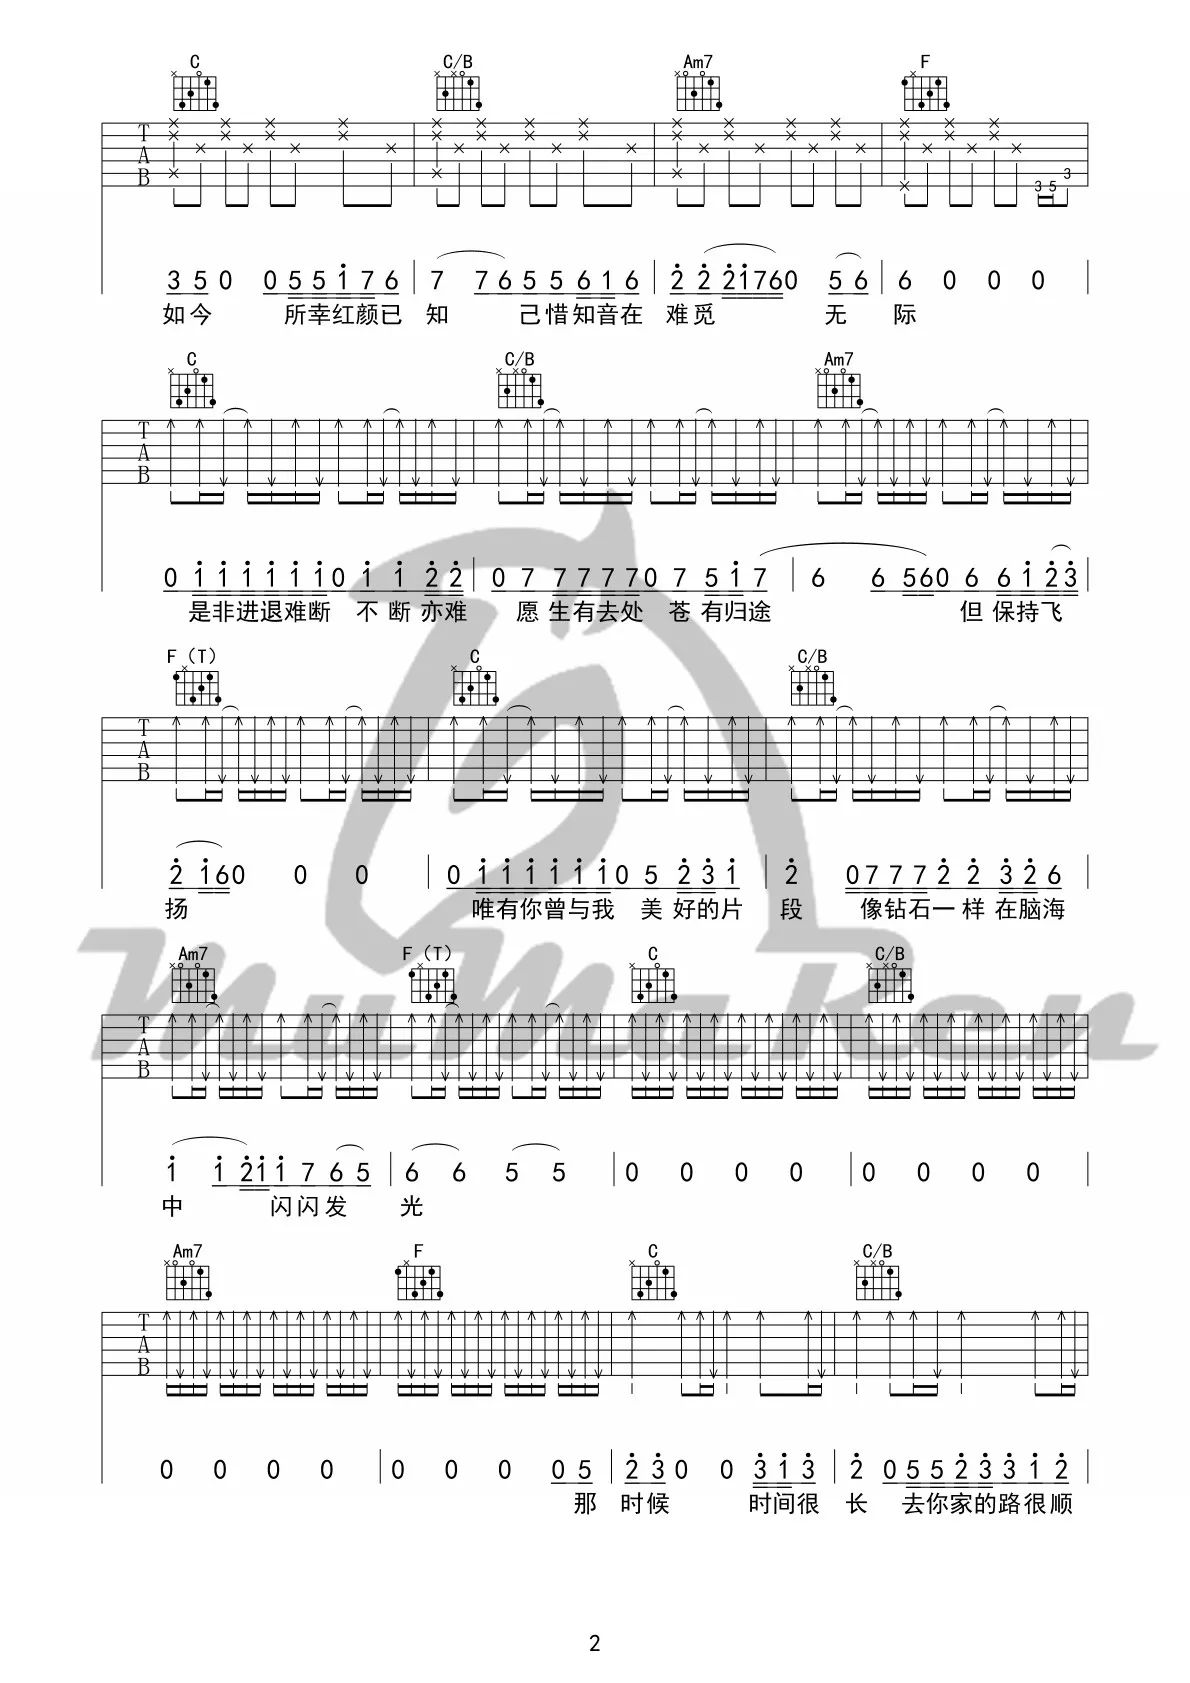 C C/B Am7 F
T
A
B
3 5 3
3 5 0 0 5 5 1 7 6 7 7 6 5 5 6 1 6 2 2 2 1 7 6 0 5 6 6 0 0 0
如今 所幸红颜已 知 己惜知音在 难觅 无 际
C C/B Am7
T
A
B
0 1 1 1 1 1 1 0 1 1 2 2 0 7 7 7 7 7 0 7 5 1 7 6 6 5 6 0 6 6 1 2 3
是非进退难断 不断亦难 愿生有去处 苍有归途 但保持飞
F (T) C C/B
T
A
B
2 1 6 0 0 0 0 1 1 1 1 1 1 0 5 2 3 1 2 0 7 7 7 2 2 3 2 6
扬 唯有你曾与我 美好的片 段 像钻石一样在脑海
Am7 F (T) C C/B
T
A
B
1 1 2 1 1 7 6 5 6 6 5 5 0 0 0 0 0 0 0 0
中 闪闪发 光
Am7 F C C/B
T
A
B
0 0 0 0 0 0 0 0 5 2 3 0 0 3 1 3 2 0 5 5 2 3 3 1 2
那 时候 时间很 长 去你家的路很顺
MuMaRen
2